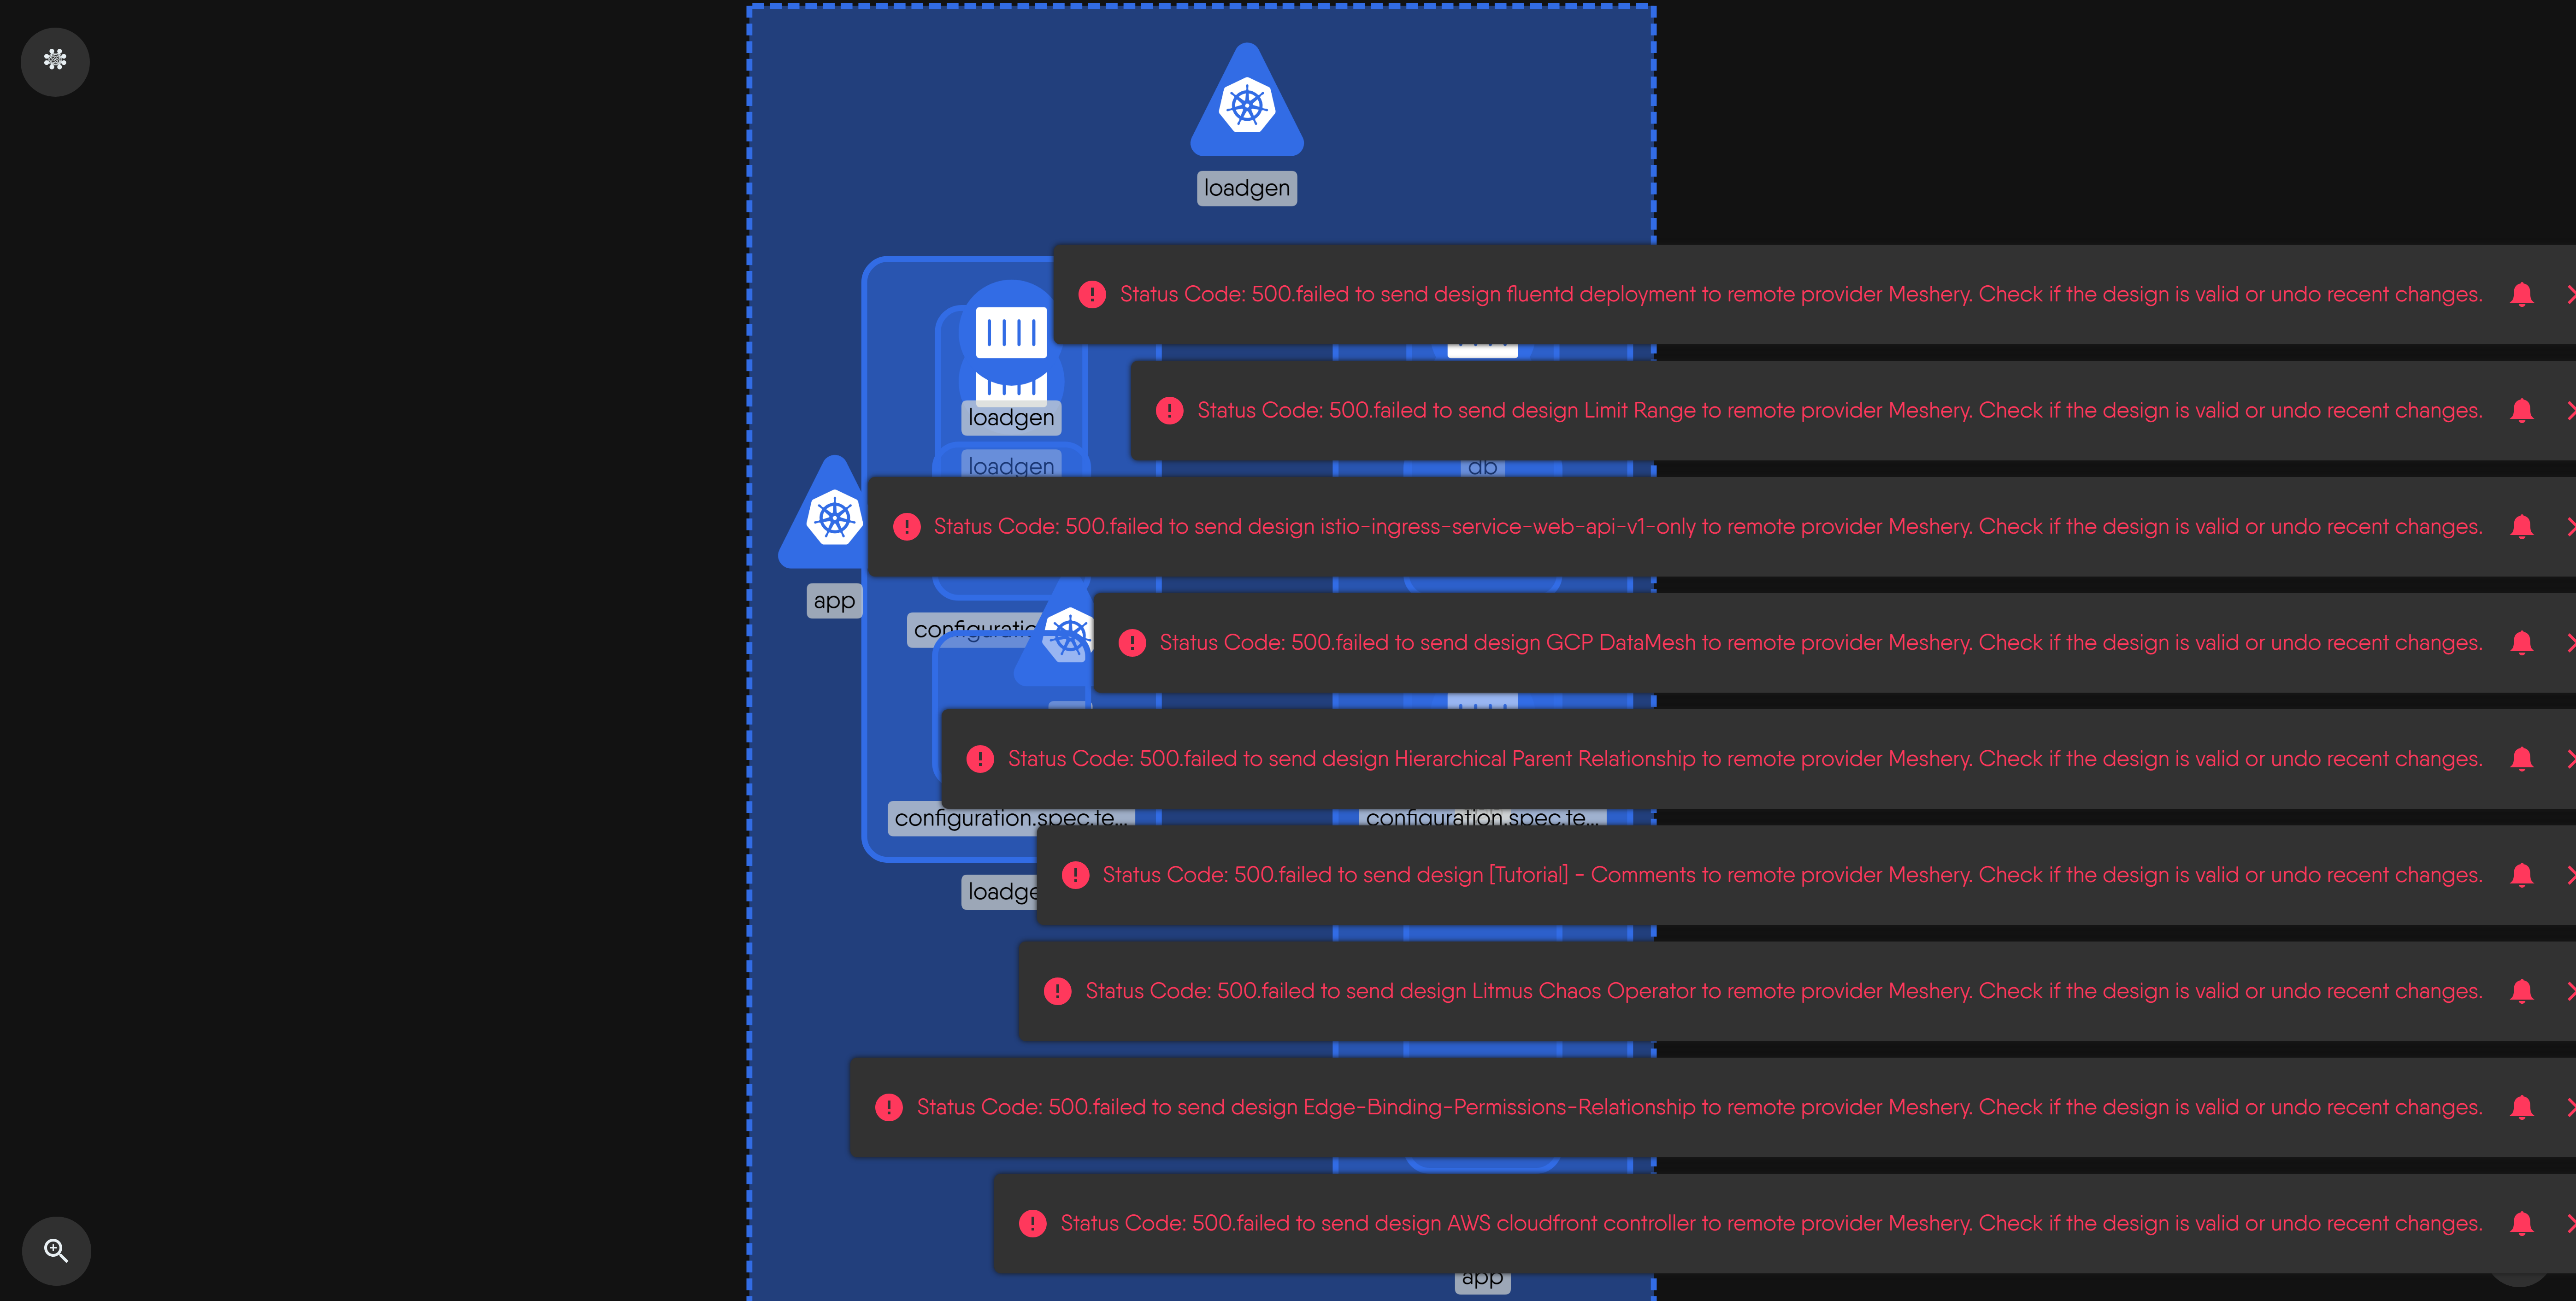 loadgen
Status Code: 500.failed to send design fluentd deployment to remote provider Meshery. Check if the design is valid or undo recent changes.
Status Code: 500.failed to send design Limit Range to remote provider Meshery. Check if the design is valid or undo recent changes.
loadgen
loadgen
db
Status Code: 500.failed to send design istio-ingress-service-web-api-v1-only to remote provider Meshery. Check if the design is valid or undo recent changes.
app
configuratio
Status Code: 500.failed to send design GCP DataMesh to remote provider Meshery. Check if the design is valid or undo recent changes.
Status Code: 500.failed to send design Hierarchical Parent Relationship to remote provider Meshery. Check if the design is valid or undo recent changes.
configuration.spec.te...
configuration.spec.te...
Status Code: 500.failed to send design [Tutorial] - Comments to remote provider Meshery. Check if the design is valid or undo recent changes.
loadge
Status Code: 500.failed to send design Litmus Chaos Operator to remote provider Meshery. Check if the design is valid or undo recent changes.
Status Code: 500.failed to send design Edge-Binding-Permissions-Relationship to remote provider Meshery. Check if the design is valid or undo recent changes.
Status Code: 500.failed to send design AWS cloudfront controller to remote provider Meshery. Check if the design is valid or undo recent changes.
app